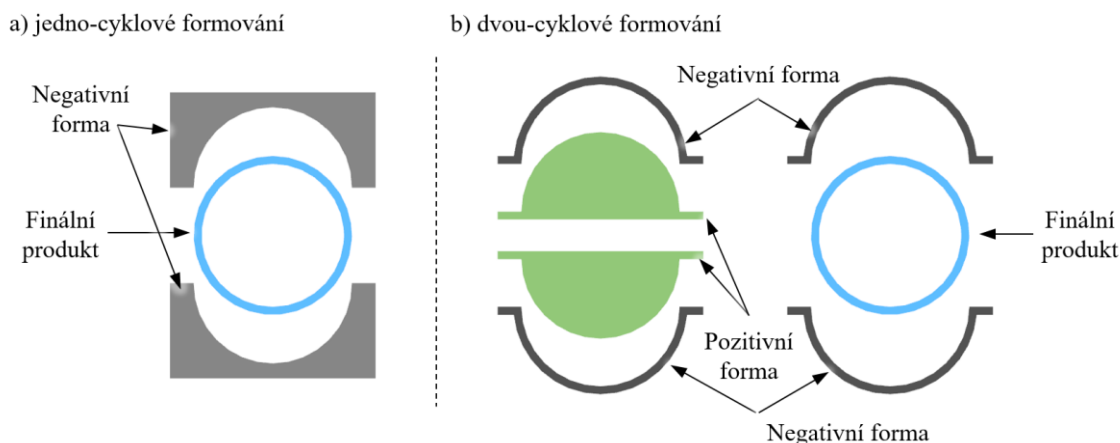 a) jedno-cyklové formování
b) dvou-cyklové formování
Negativní
forma
Finální
produkt
Negativní forma
Finální
produkt
Pozitivní
forma
Negativní forma